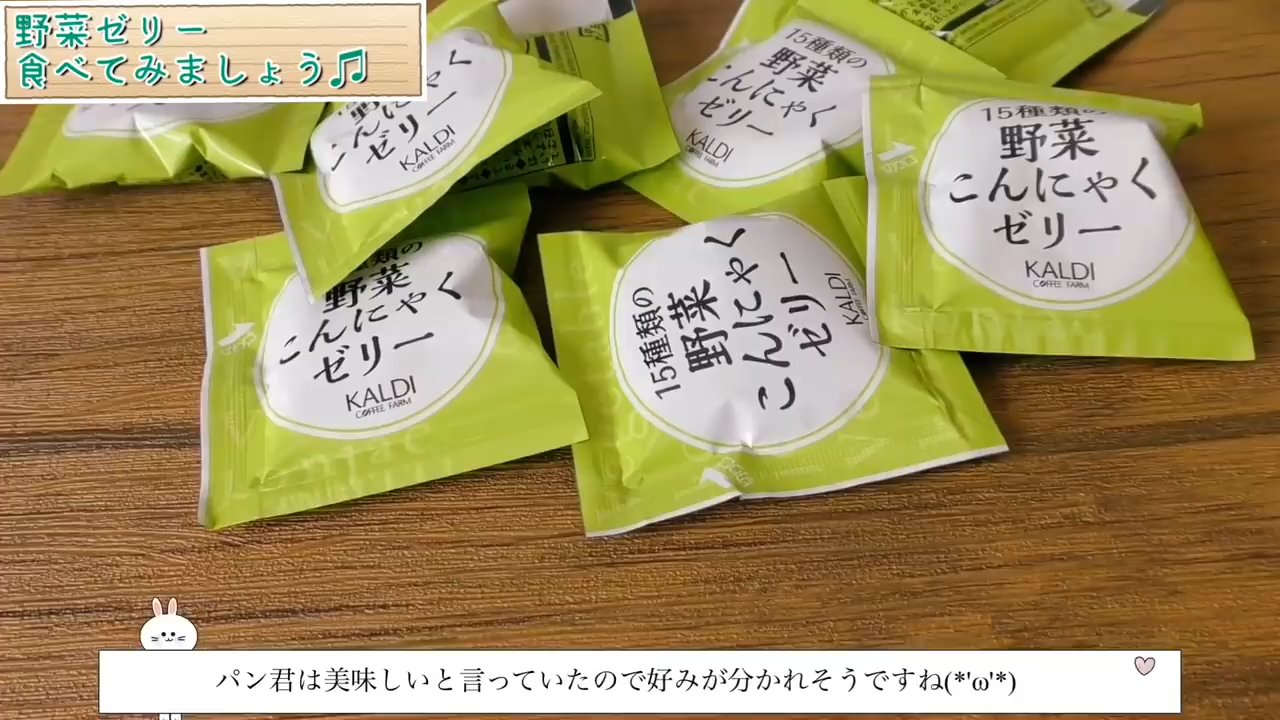 野菜ゼリー
食べてみましょう♫
こんにゃく
ゼリー
KALDI
COFFEE FARM
15種類の
野菜
こんにゃく
ゼリー
KALDI
COFFEE FARM
15種類の
野菜
こんにゃく
ゼリー
KALDI
COFFEE FARM
野菜
こんにゃく
ゼリー
KALDI
COFFEE FARM
15種類の
野菜
こんにゃく
ゼリー
KALDI
パン君は美味しいと言っていたので好みが分かれそうですね(*'ω'*)